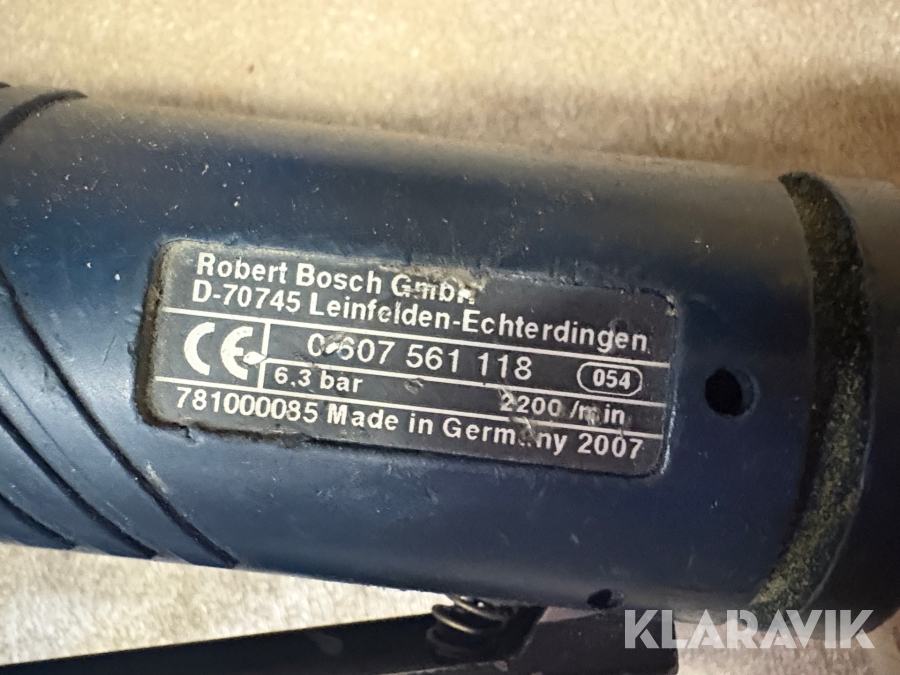 Robert Bosch GmbH
D-70745 Leinfelden-Echterdingen
CE 0 607 561 118 054
6.3 bar 2200 /min
781000085 Made in Germany 2007
KLARAVIK